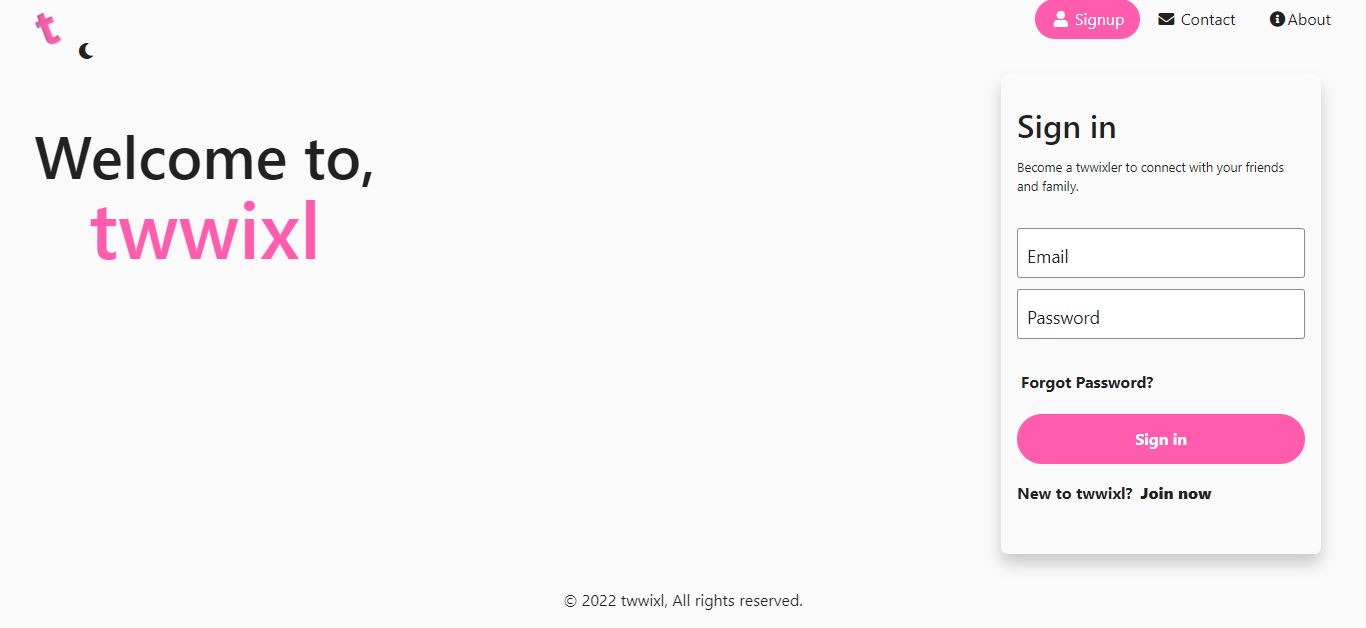 t
Signup
Contact
About
Welcome to,
twwixl
Sign in
Become a twwixler to connect with your friends
and family.
Email
Password
Forgot Password?
Sign in
New to twwixl? Join now
© 2022 twwixl, All rights reserved.